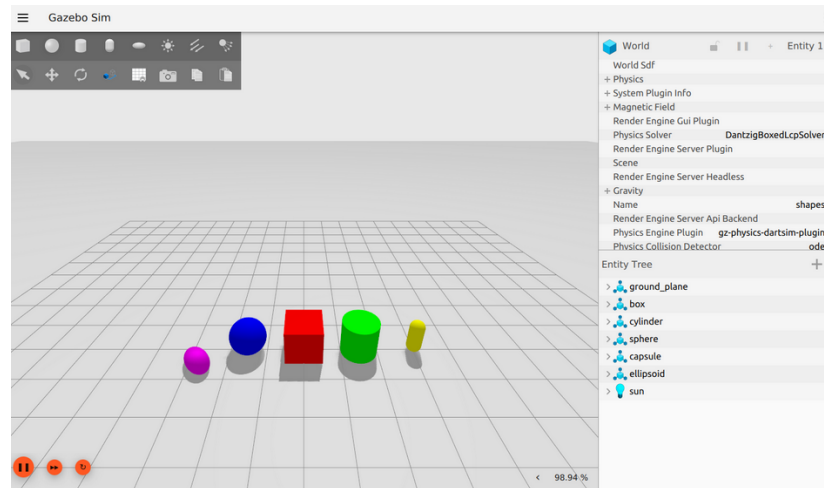 Gazebo Sim
World Entity 1
World Sdf
+ Physics
+ System Plugin Info
+ Magnetic Field
Render Engine Gui Plugin
Physics Solver DantzigBoxedLcpSolver
Render Engine Server Plugin
Scene
Render Engine Server Headless
+ Gravity
Name shapes
Render Engine Server Api Backend
Physics Engine Plugin gz-physics-dartsim-plugin
Physics Collision Detector ode
Entity Tree +
> ground_plane
> box
> cylinder
> sphere
> capsule
> ellipsoid
> sun
< 98.94 %